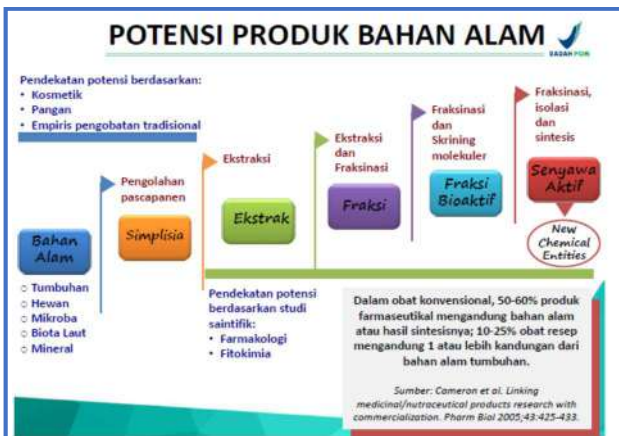 POTENSI PRODUK BAHAN ALAM
BADAN POM
Pendekatan potensi berdasarkan:
• Kosmetik
• Pangan
• Empiris pengobatan tradisional
Pengolahan
pascapanen
Ekstraksi
Ekstraksi
dan
Fraksinasi
Fraksinasi
dan
Skrining
molekuler
Fraksinasi,
isolasi
dan
sintesis
Bahan
Alam
Simplisia
Ekstrak
Fraksi
Fraksi
Bioaktif
Senyawa
Aktif
New
Chemical
Entities
○ Tumbuhan
○ Hewan
○ Mikroba
○ Biota Laut
○ Mineral
Pendekatan potensi
berdasarkan studi
saintifik:
• Farmakologi
• Fitokimia
Dalam obat konvensional, 50-60% produk
farmaseutikal mengandung bahan alam
atau hasil sintesisnya; 10-25% obat resep
mengandung 1 atau lebih kandungan dari
bahan alam tumbuhan.
Sumber: Cameron et al. Linking
medicinal/nutraceutical products research with
commercialization. Pharm Biol 2005;43:425-433.